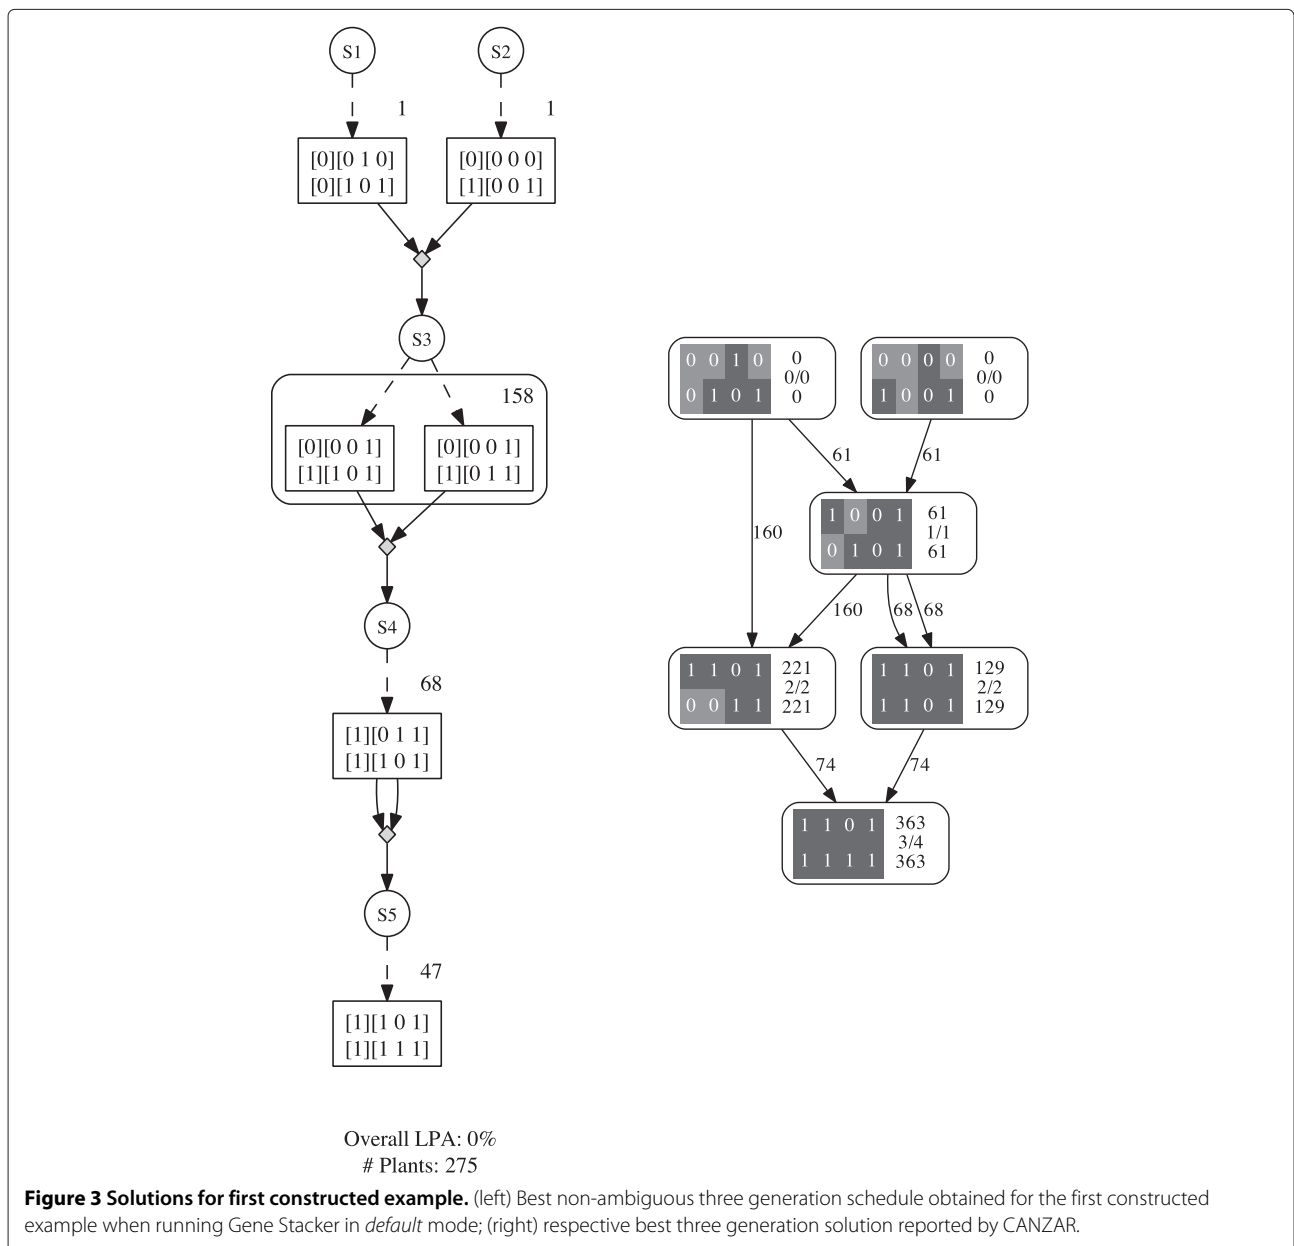 S1 S2
1 1
[0][0 1 0] [0][0 0 0]
[0][1 0 1] [1][0 0 1]
S3
158
[0][0 0 1] [0][0 0 1]
[1][1 0 1] [1][0 1 1]
S4
68
[1][0 1 1]
[1][1 0 1]
S5
47
[1][1 0 1]
[1][1 1 1]
Overall LPA: 0%
# Plants: 275
0 0 1 0 0
0/0
0 1 0 1 0
0 0 0 0 0
0/0
1 0 0 1 0
61 61
1 0 0 1 61
1/1
0 1 0 1 61
160 160 68 68
1 1 0 1 221
2/2
0 0 1 1 221
1 1 0 1 129
2/2
1 1 0 1 129
74 74
1 1 0 1 363
3/4
1 1 1 1 363
Figure 3 Solutions for first constructed example. (left) Best non-ambiguous three generation schedule obtained for the first constructed
example when running Gene Stacker in default mode; (right) respective best three generation solution reported by CANZAR.